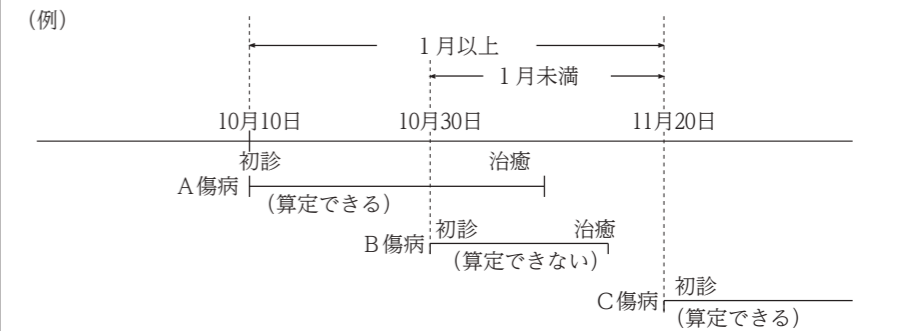 (例)
1月以上
1月未満
10月10日 10月30日 11月20日
初診 治癒
A傷病
(算定できる)
初診 治癒
B傷病
(算定できない)
初診
C傷病
(算定できる)